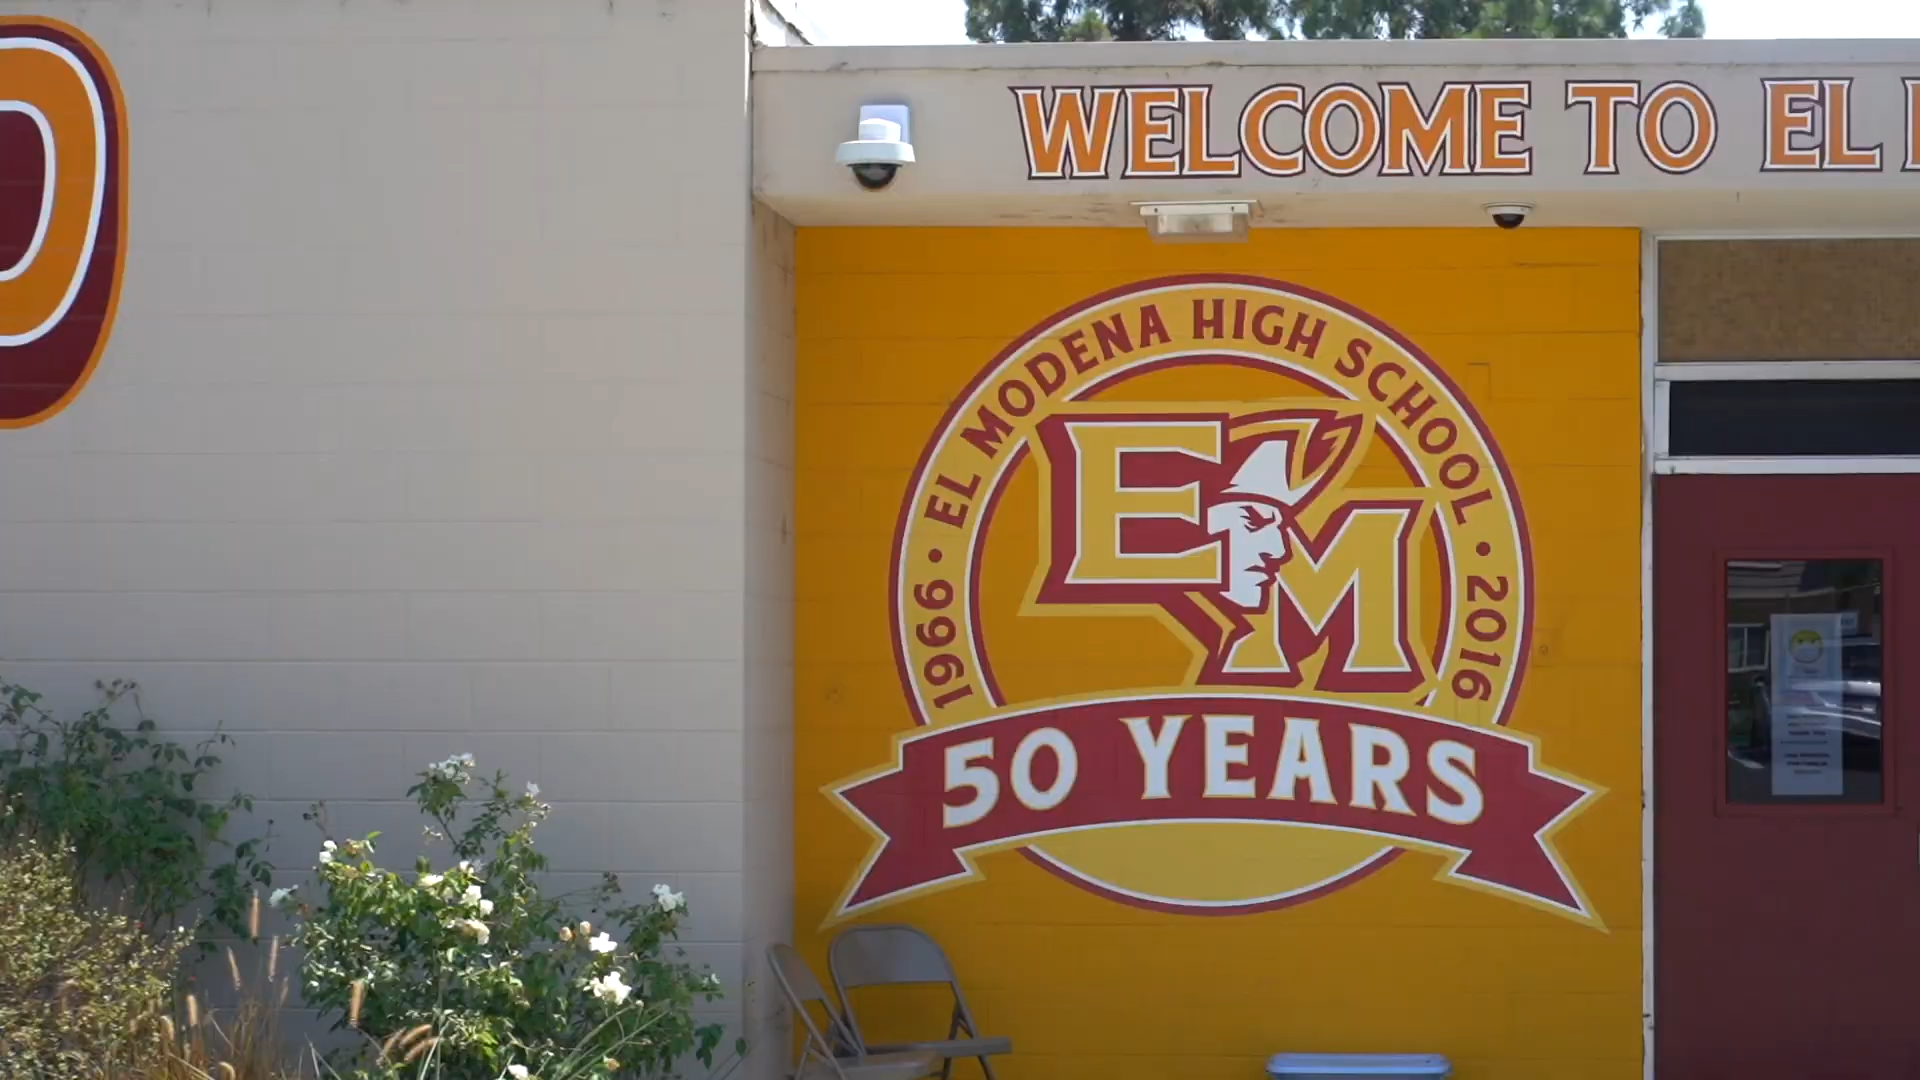 WELCOME TO EL
1966 • EL MODENA HIGH SCHOOL • 2016
EM
50 YEARS